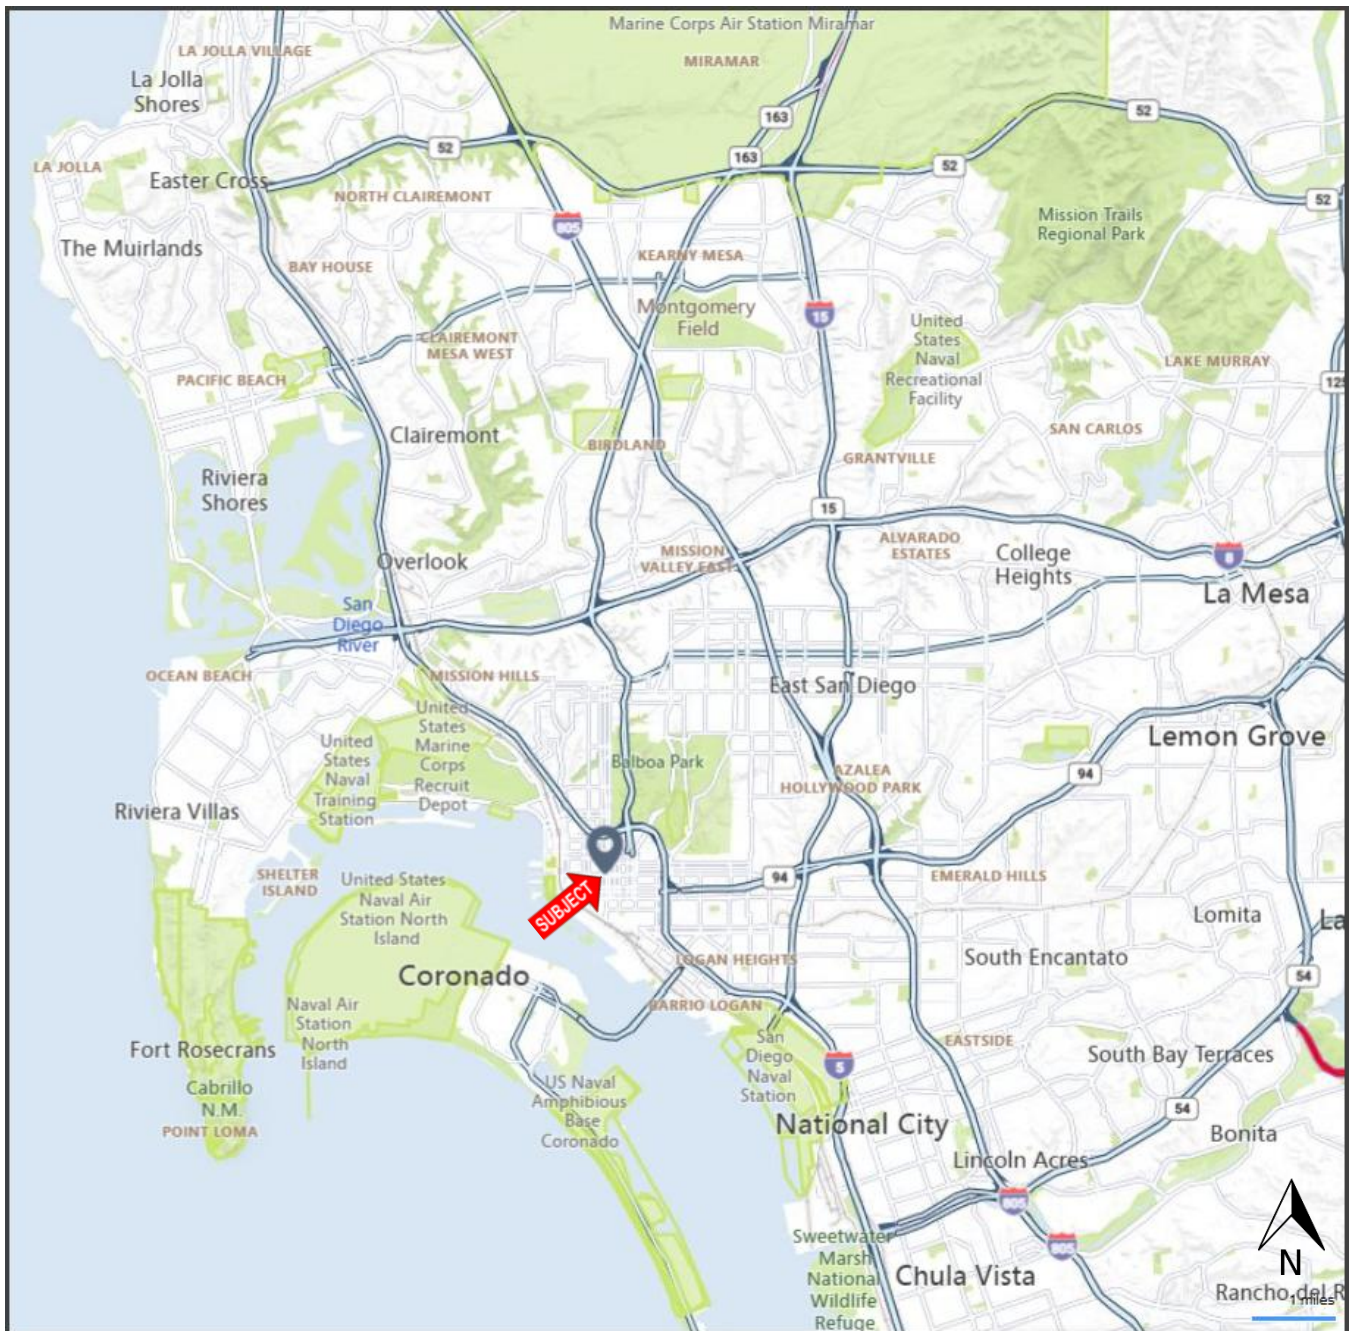 Marine Corps Air Station Miramar
LA JOLLA VILLAGE
MIRAMAR
La Jolla
Shores
163
52
52
163
52
LA JOLLA
Easter Cross
NORTH CLAIREMONT
52
805
Mission Trails
Regional Park
The Muirlands
BAY HOUSE
KEARNY MESA
Montgomery
Field
15
United
States
Naval
Recreational
Facility
CLAIREMONT
MESA WEST
LAKE MURRAY
PACIFIC BEACH
125
Clairemont
BIRDLAND
SAN CARLOS
GRANTVILLE
Riviera
Shores
15
MISSION
VALLEY EAST
ALVARADO
ESTATES
College
Heights
8
Overlook
La Mesa
San
Diego
River
OCEAN BEACH
MISSION HILLS
East San Diego
United
States
Marine
Corps
Recruit
Depot
United
States
Naval
Training
Station
Lemon Grove
Balboa Park
AZALEA
HOLLYWOOD PARK
94
Riviera Villas
SHELTER
ISLAND
United States
Naval Air
Station North
Island
94
EMERALD HILLS
SUBJECT
Lomita
La
South Encantato
LOGAN HEIGHTS
Coronado
54
BARRIO LOGAN
Naval Air
Station
North
Island
San
Diego
Naval
Station
EASTSIDE
Fort Rosecrans
South Bay Terraces
5
Cabrillo
N.M.
POINT LOMA
US Naval
Amphibious
Base
Coronado
54
National City
Bonita
Lincoln Acres
805
805
Sweetwater
Marsh
National
Wildlife
Refuge
N
Chula Vista
Rancho del R
1 miles